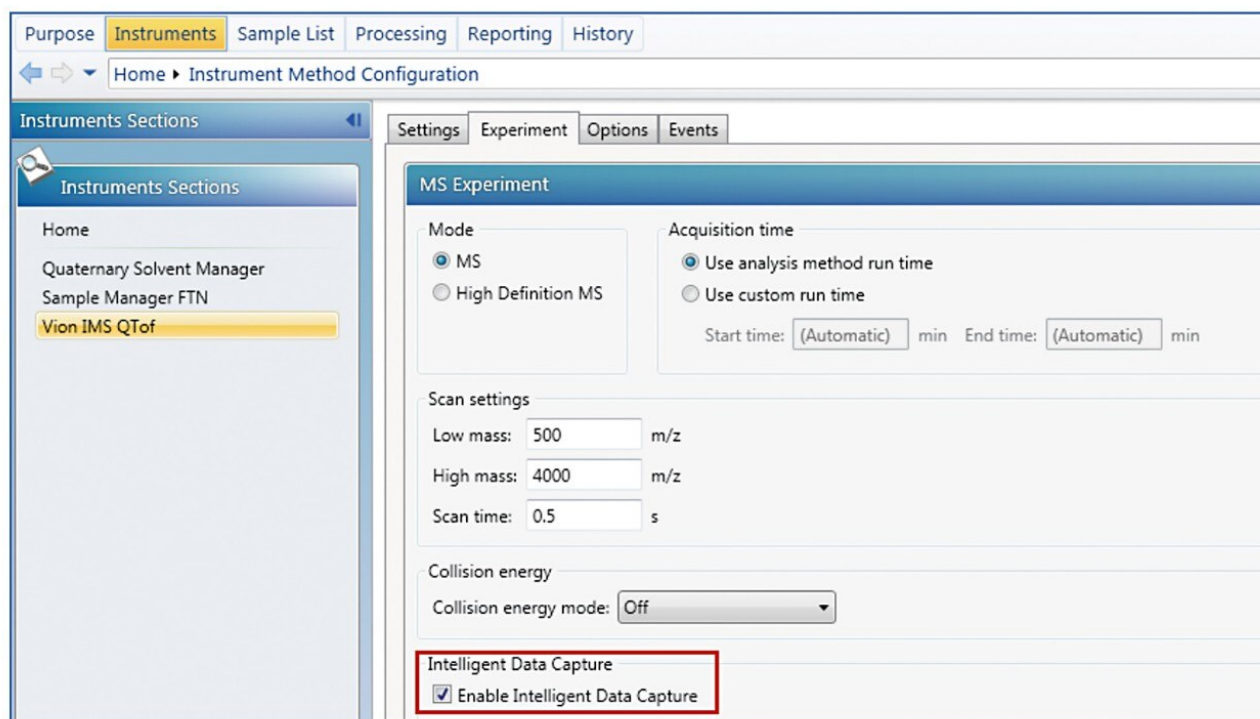 Purpose Instruments Sample List Processing Reporting History
Home Instrument Method Configuration
Instruments Sections
Instruments Sections
Home
Quaternary Solvent Manager
Sample Manager FTN
Vion IMS QTof
Settings Experiment Options Events
MS Experiment
Mode
MS
High Definition MS
Acquisition time
Use analysis method run time
Use custom run time
Start time: (Automatic) min End time: (Automatic) min
Scan settings
Low mass: 500 m/z
High mass: 4000 m/z
Scan time: 0.5 s
Collision energy
Collision energy mode: Off
Intelligent Data Capture
Enable Intelligent Data Capture